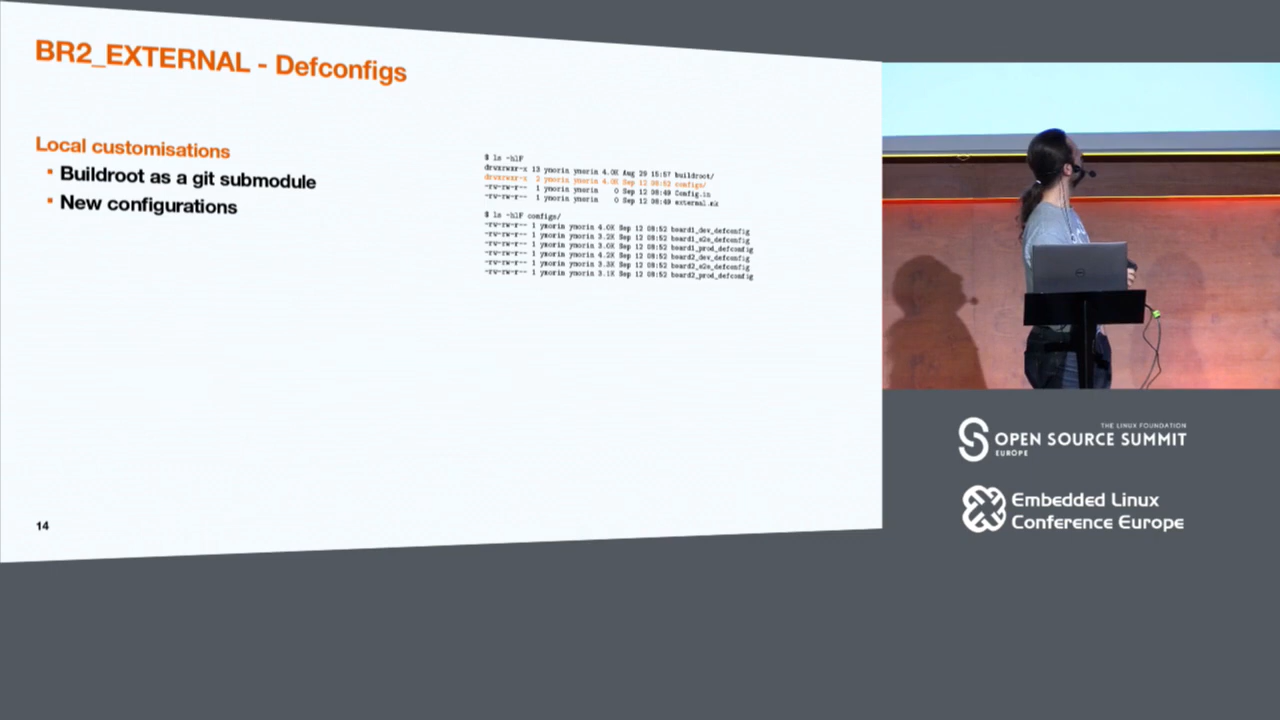 BR2_EXTERNAL - Defconfigs
Local customisations
Buildroot as a git submodule
New configurations
$ ls -hlF
drwxrwxr-x 13 ymorin ymorin 4.0K Aug 29 15:57 buildroot/
drwxrwxr-x 2 ymorin ymorin 4.0K Sep 12 08:52 configs/
-rw-rw-r-- 1 ymorin ymorin 0 Sep 12 08:49 Config.in
-rw-rw-r-- 1 ymorin ymorin 0 Sep 12 08:49 external.mk
$ ls -hlF configs/
-rw-rw-r-- 1 ymorin ymorin 4.0K Sep 12 08:52 board1_dev_defconfig
-rw-rw-r-- 1 ymorin ymorin 3.2K Sep 12 08:52 board1_e2e_defconfig
-rw-rw-r-- 1 ymorin ymorin 3.0K Sep 12 08:52 board1_prod_defconfig
-rw-rw-r-- 1 ymorin ymorin 4.2K Sep 12 08:52 board2_dev_defconfig
-rw-rw-r-- 1 ymorin ymorin 3.3K Sep 12 08:52 board2_e2e_defconfig
-rw-rw-r-- 1 ymorin ymorin 3.1K Sep 12 08:52 board2_prod_defconfig
14
THE LINUX FOUNDATION
OPEN SOURCE SUMMIT
EUROPE
Embedded Linux
Conference Europe